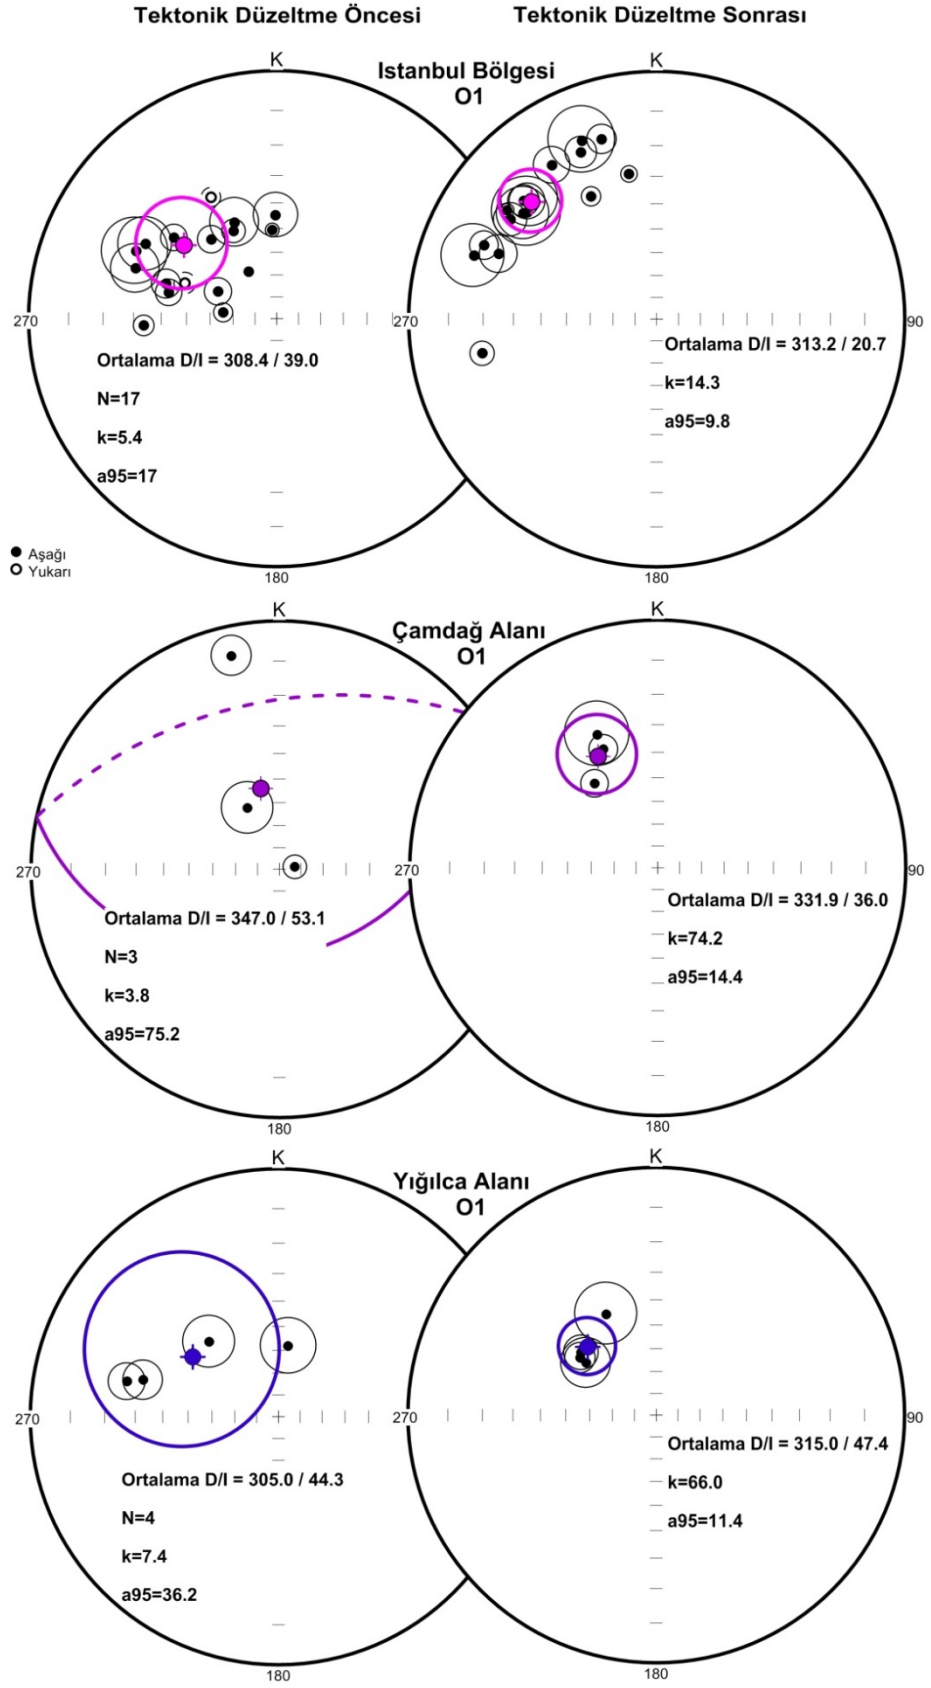 Tektonik Düzeltme Öncesi
Tektonik Düzeltme Sonrası
K
K
Istanbul Bölgesi
O1
270
270
90
Ortalama D/I = 308.4 / 39.0
N=17
k=5.4
a95=17
Ortalama D/I = 313.2 / 20.7
k=14.3
a95=9.8
Aşağı
Yukarı
180
180
K
K
Çamdağ Alanı
O1
270
270
90
Ortalama D/I = 347.0 / 53.1
N=3
k=3.8
a95=75.2
Ortalama D/I = 331.9 / 36.0
k=74.2
a95=14.4
180
180
K
K
Yığılca Alanı
O1
270
270
90
Ortalama D/I = 305.0 / 44.3
N=4
k=7.4
a95=36.2
Ortalama D/I = 315.0 / 47.4
k=66.0
a95=11.4
180
180